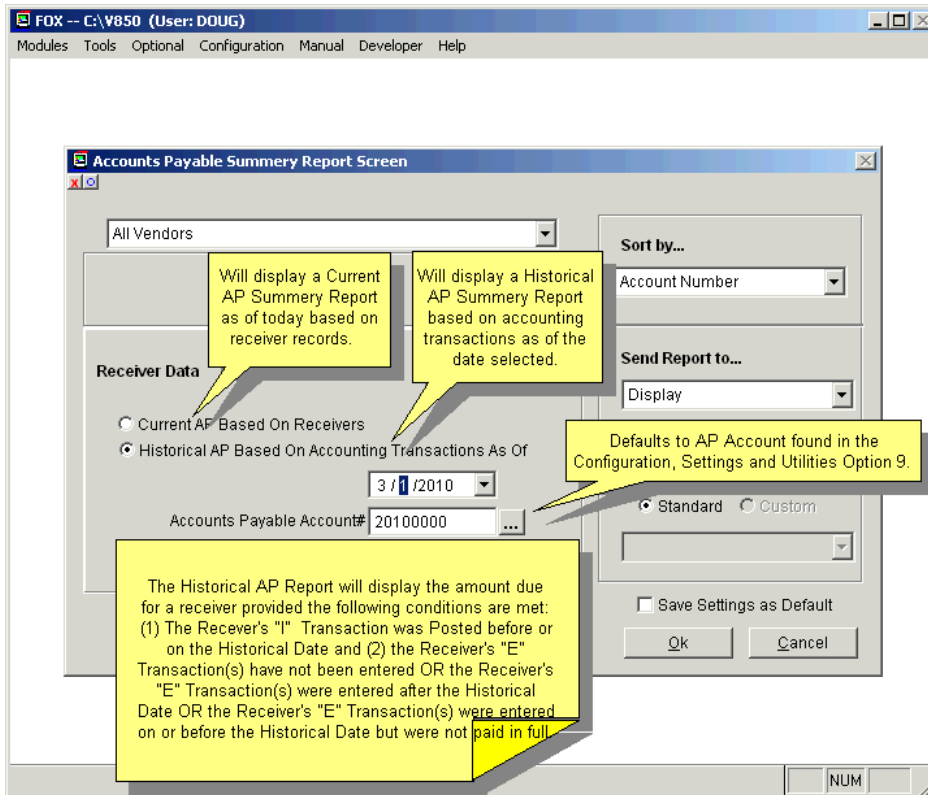 FOX -- C:\V850 (User: DOUG)
Modules Tools Optional Configuration Manual Developer Help
Accounts Payable Summery Report Screen
All Vendors
Will display a Current
AP Summery Report
as of today based on
receiver records.
Will display a Historical
AP Summery Report
based on accounting
transactions as of the
date selected.
Sort by...
Account Number
Receiver Data
Send Report to...
Display
Current AP Based On Receivers
Historical AP Based On Accounting Transactions As Of
3 / 1 /2010
Defaults to AP Account found in the
Configuration, Settings and Utilities Option 9.
Accounts Payable Account# 20100000 ...
Standard Custom
The Historical AP Report will display the amount due
for a receiver provided the following conditions are met:
(1) The Recever's "I" Transaction was Posted before or
on the Historical Date and (2) the Receiver's "E"
Transaction(s) have not been entered OR the Receiver's
"E" Transaction(s) were entered after the Historical
Date OR the Receiver's "E" Transaction(s) were entered
on or before the Historical Date but were not paid in full.
Save Settings as Default
Ok Cancel
NUM